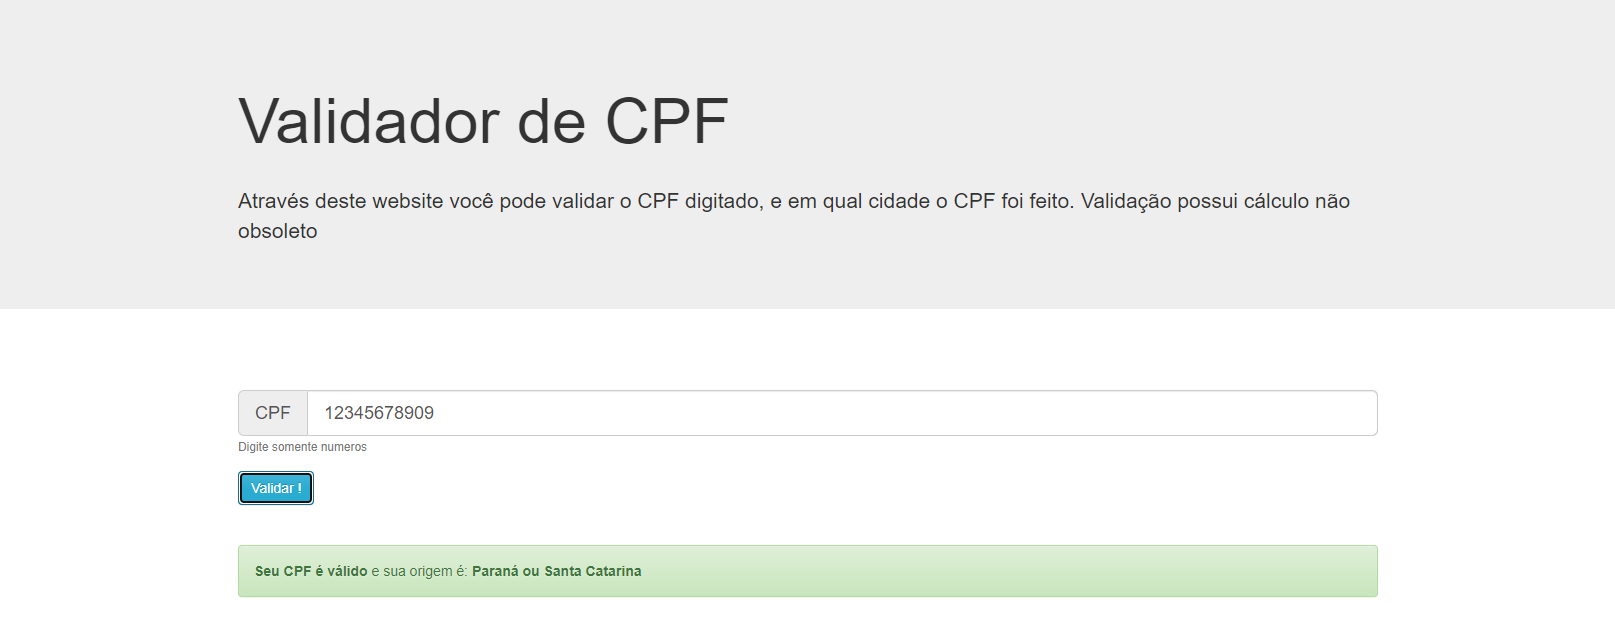 Validador de CPF
Através deste website você pode validar o CPF digitado, e em qual cidade o CPF foi feito. Validação possui cálculo não
obsoleto
CPF 12345678909
Digite somente numeros
Validar !
Seu CPF é válido e sua origem é: Paraná ou Santa Catarina